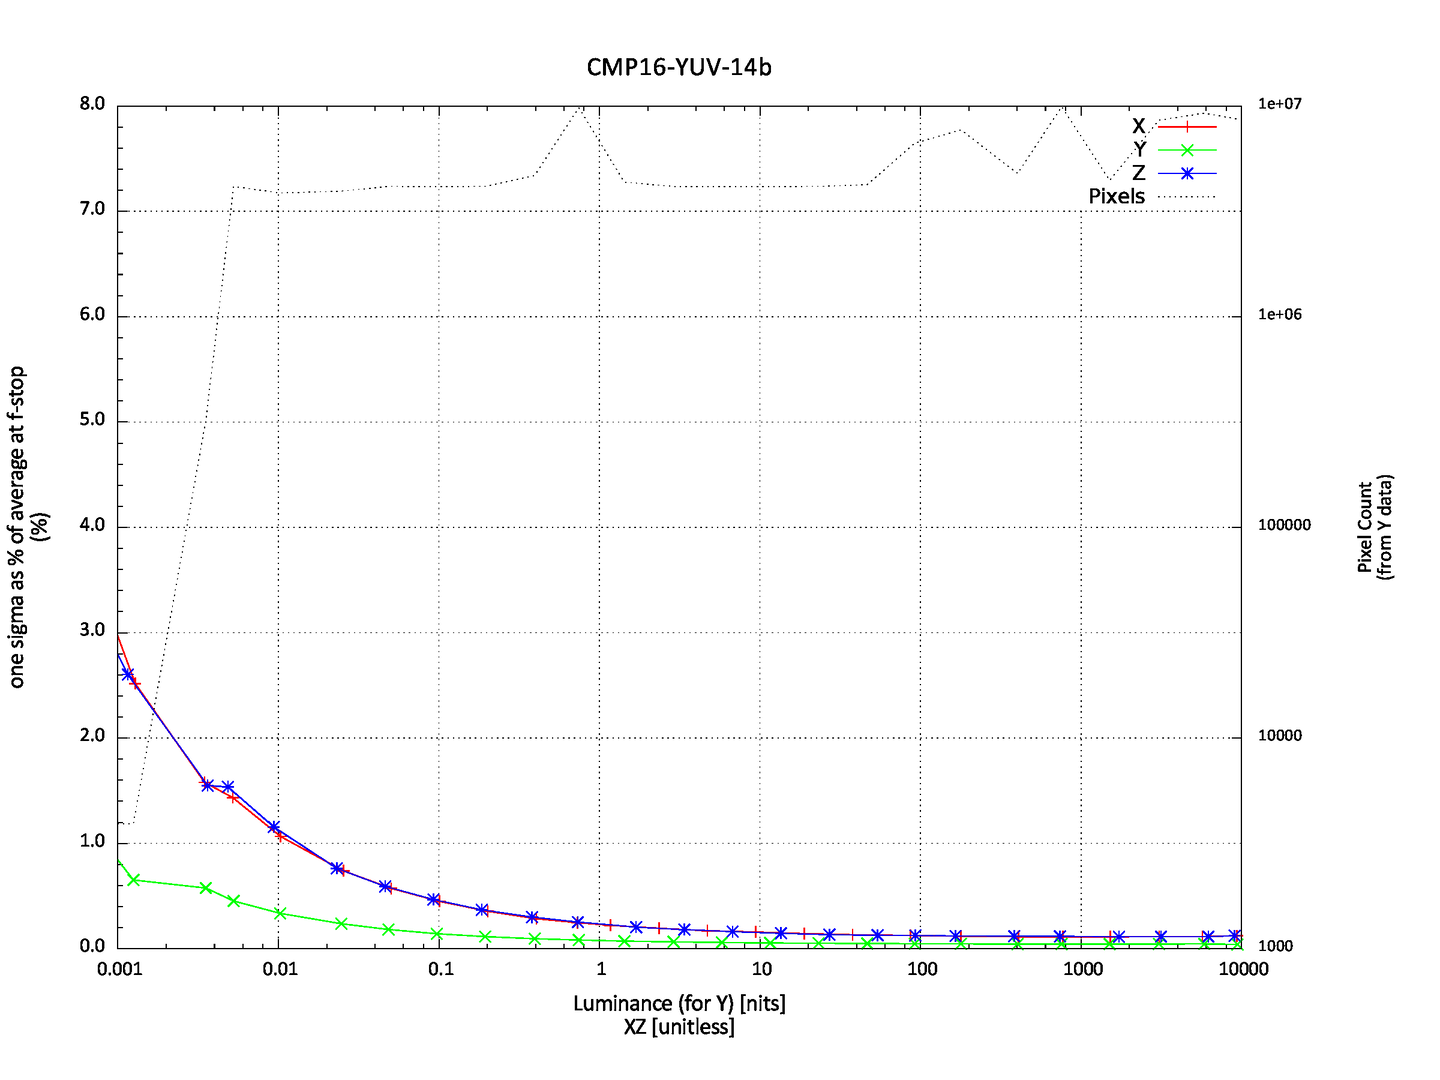 CMP16-YUV-14b
8.0
7.0
6.0
5.0
4.0
3.0
2.0
1.0
0.0
one sigma as % of average at f-stop
(%)
X
Y
Z
Pixels
1e+07
1e+06
100000
10000
1000
Pixel Count
(from Y data)
0.001 0.01 0.1 1 10 100 1000 10000
Luminance (for Y) [nits]
XZ [unitless]